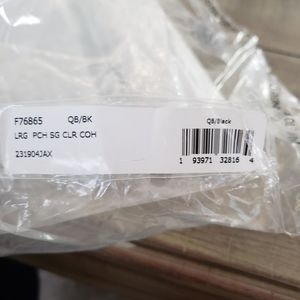 F76865 QB/BK
LRG PCH SG CLR COH
231904JAX
QB/Black
1 93971 32816 4